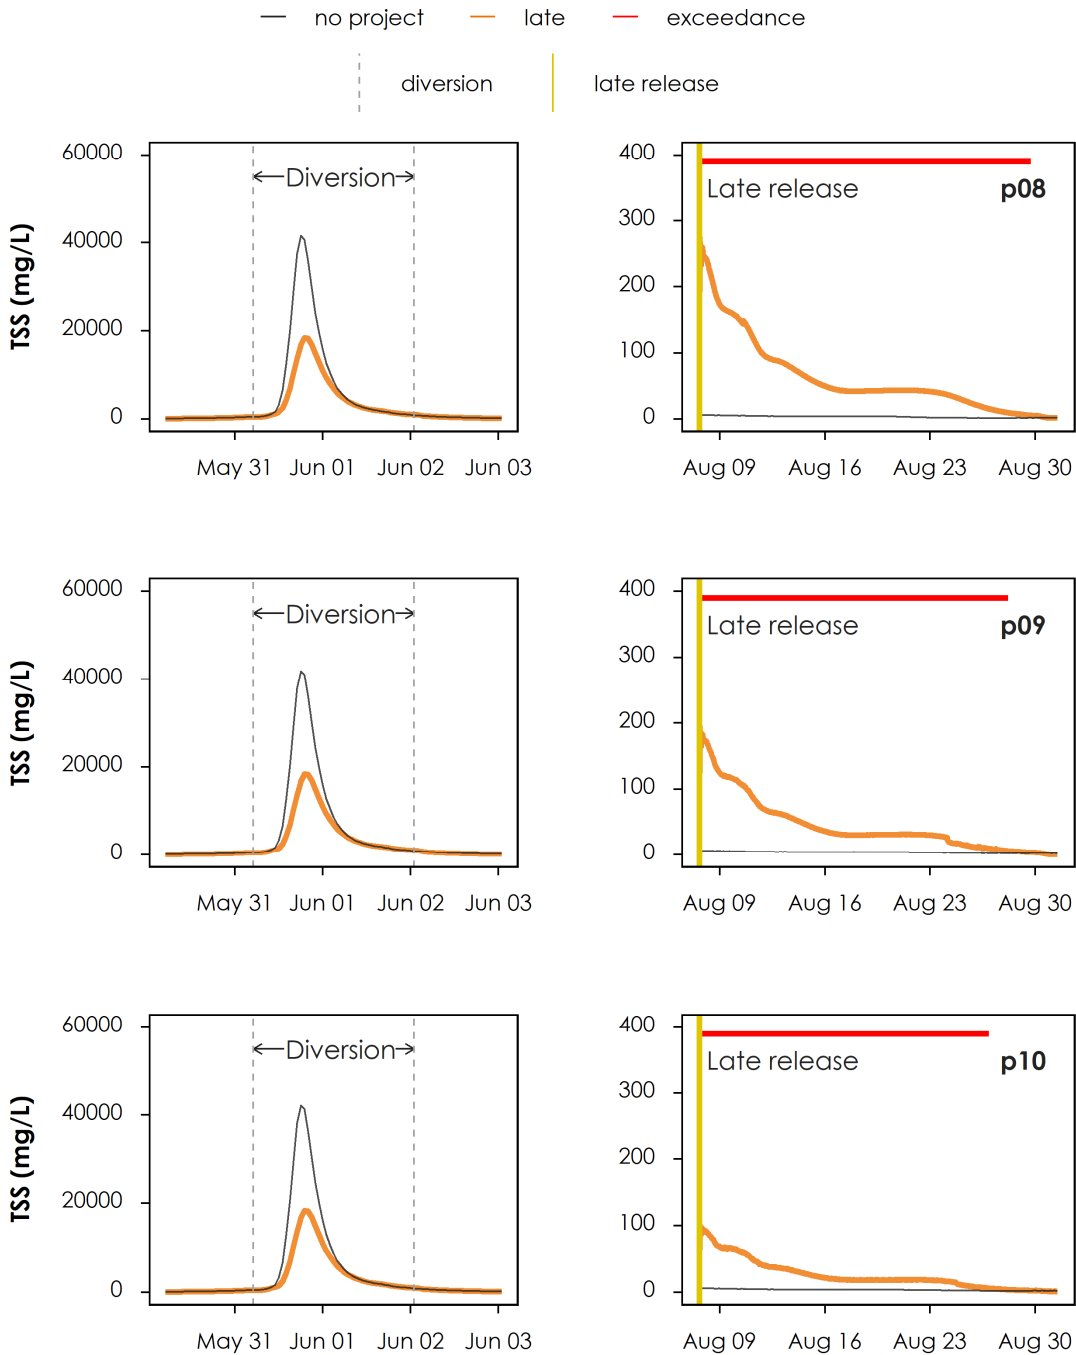 no project late exceedance
diversion late release
TSS (mg/L)
60000
40000
20000
0
Diversion
May 31 Jun 01 Jun 02 Jun 03
400
300
200
100
0
Late release p08
Aug 09 Aug 16 Aug 23 Aug 30
TSS (mg/L)
60000
40000
20000
0
Diversion
May 31 Jun 01 Jun 02 Jun 03
400
300
200
100
0
Late release p09
Aug 09 Aug 16 Aug 23 Aug 30
TSS (mg/L)
60000
40000
20000
0
Diversion
May 31 Jun 01 Jun 02 Jun 03
400
300
200
100
0
Late release p10
Aug 09 Aug 16 Aug 23 Aug 30